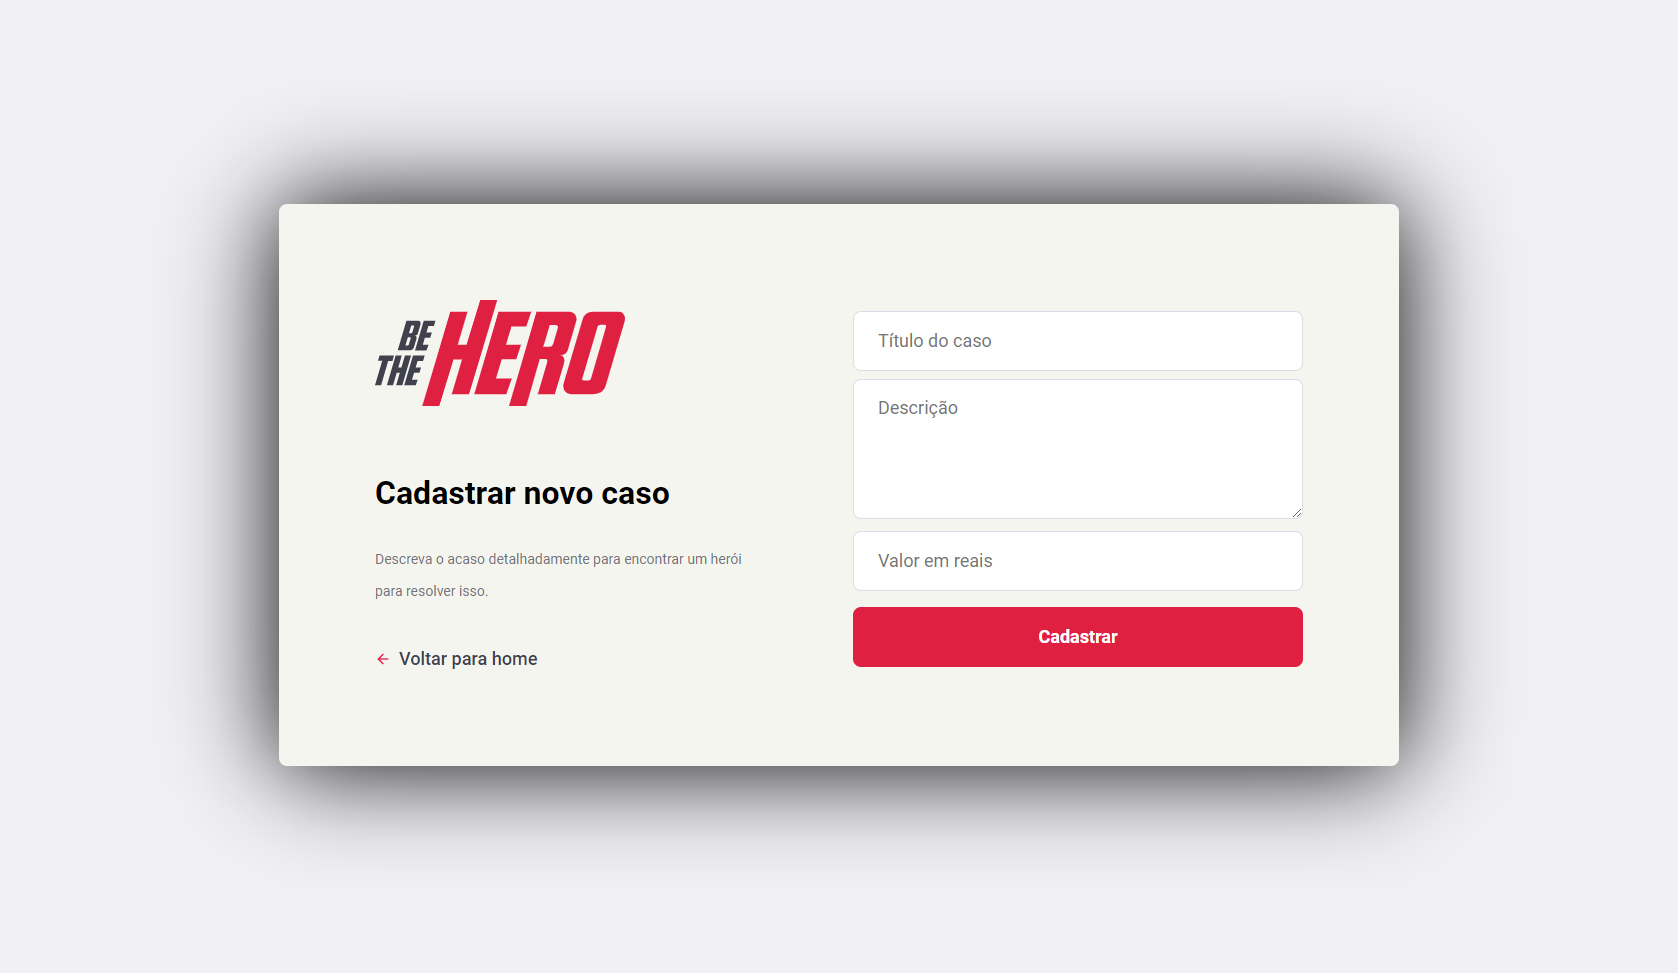 BE
THE
HERO
Cadastrar novo caso
Descreva o acaso detalhadamente para encontrar um herói
para resolver isso.
Voltar para home
Título do caso
Descrição
Valor em reais
Cadastrar